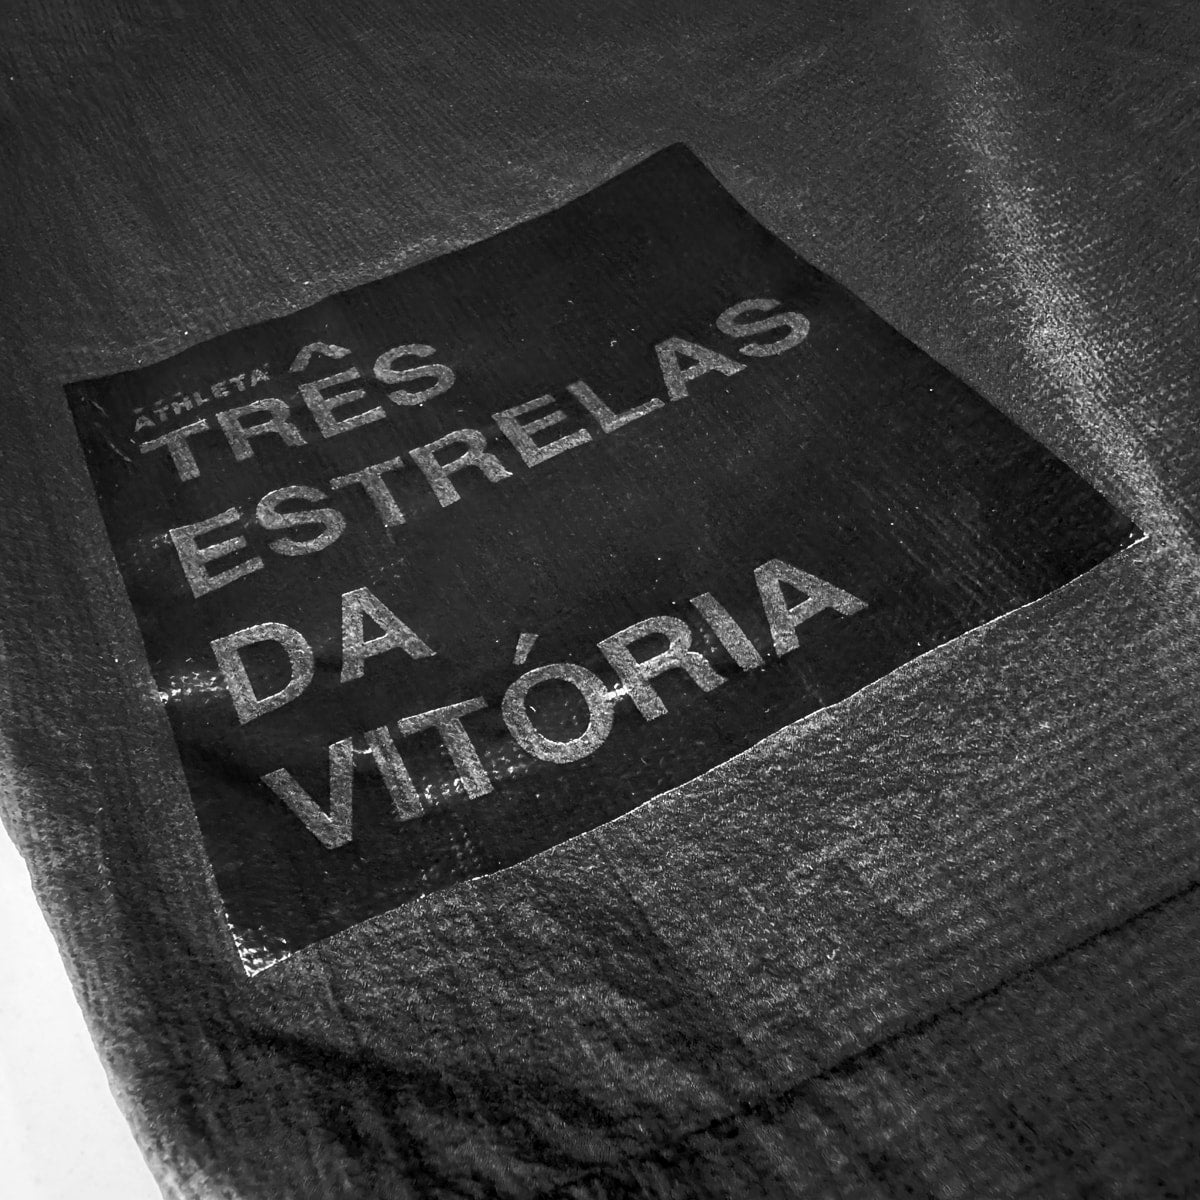 ATHLETA
TRÊS
ESTRELAS
DA
VITÓRIA